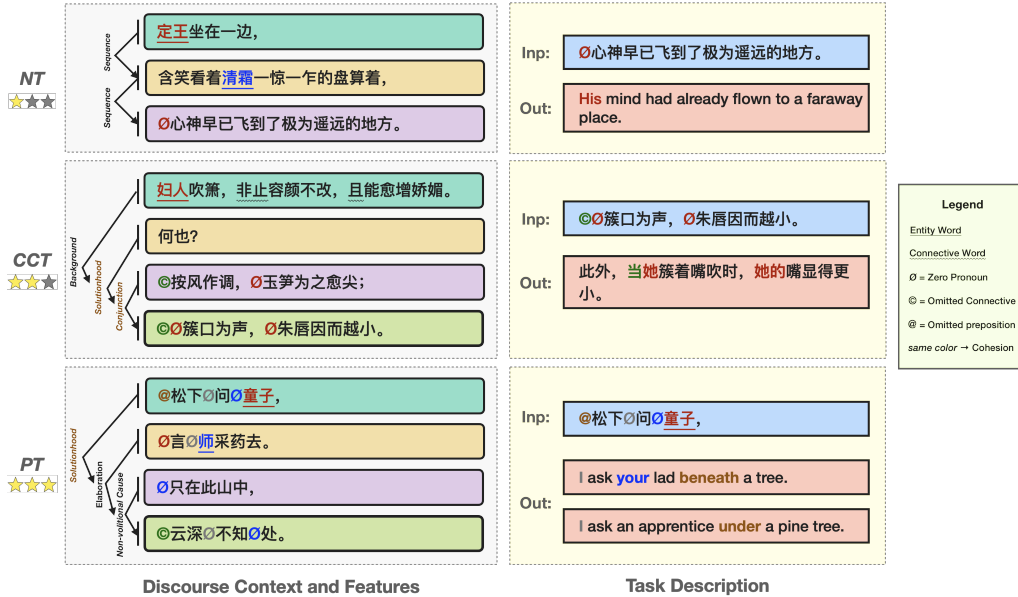 NT
Sequence
Sequence
定王坐在一边，
含笑看着清霜一惊一乍的盘算着，
Ø心神早已飞到了极为遥远的地方。
Inp:
Ø心神早已飞到了极为遥远的地方。
Out:
His mind had already flown to a faraway
place.
CCT
Background
Solutionhood
Conjunction
妇人吹箫，非止容颜不改，且能愈增娇媚。
何也？
©按风作调，Ø玉笋为之愈尖；
©Ø簇口为声，Ø朱唇因而越小。
Inp:
©Ø簇口为声，Ø朱唇因而越小。
Out:
此外，当她簇着嘴吹时，她的嘴显得更
小。
PT
Solutionhood
Elaboration
Non-volitional Cause
@松下Ø问Ø童子，
Ø言Ø师采药去。
Ø只在此山中，
©云深Ø不知Ø处。
Inp:
@松下Ø问Ø童子，
Out:
I ask your lad beneath a tree.
I ask an apprentice under a pine tree.
Legend
Entity Word
Connective Word
Ø = Zero Pronoun
© = Omitted Connective
@ = Omitted preposition
same color → Cohesion
Discourse Context and Features
Task Description